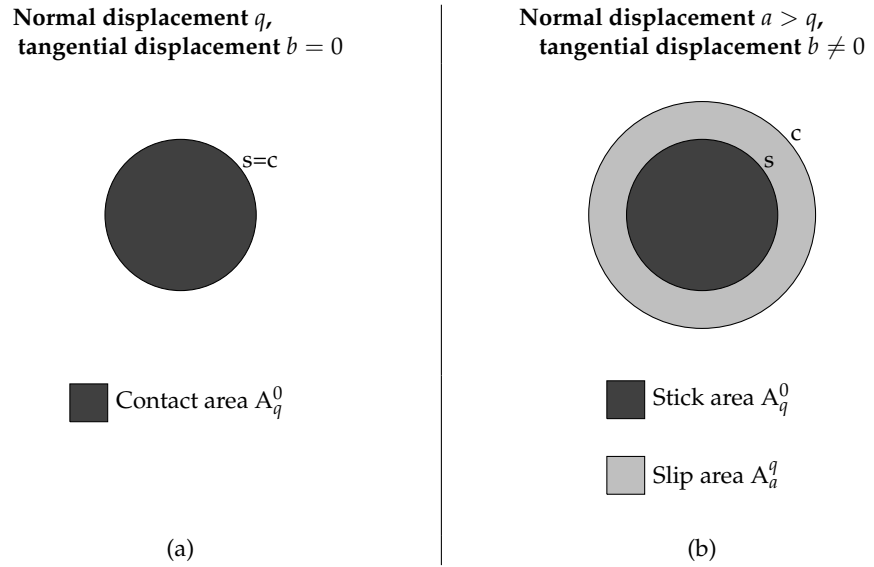 Normal displacement q,
tangential displacement b = 0
s=c
Contact area A_q^0
(a)
Normal displacement a > q,
tangential displacement b ≠ 0
c
s
Stick area A_q^0
Slip area A_a^q
(b)